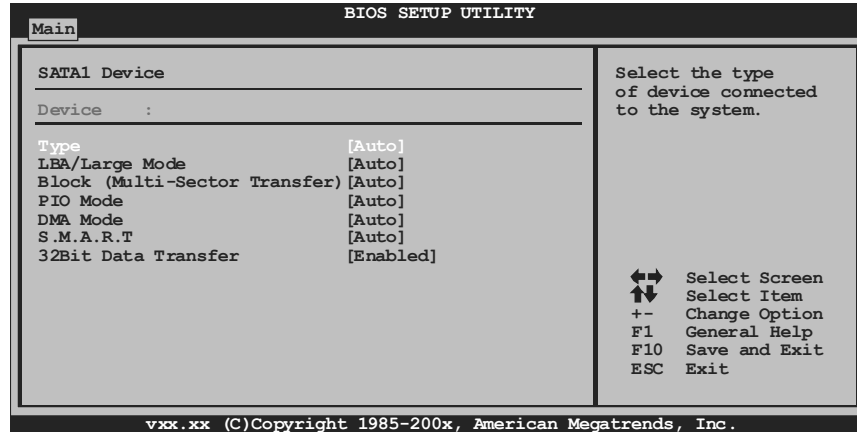 BIOS SETUP UTILITY
Main
SATA1 Device
Device :
Type [Auto]
LBA/Large Mode [Auto]
Block (Multi-Sector Transfer) [Auto]
PIO Mode [Auto]
DMA Mode [Auto]
S.M.A.R.T [Auto]
32Bit Data Transfer [Enabled]
Select the type
of device connected
to the system.
Select Screen
Select Item
+- Change Option
F1 General Help
F10 Save and Exit
ESC Exit
vxx.xx (C)Copyright 1985-200x, American Megatrends, Inc.